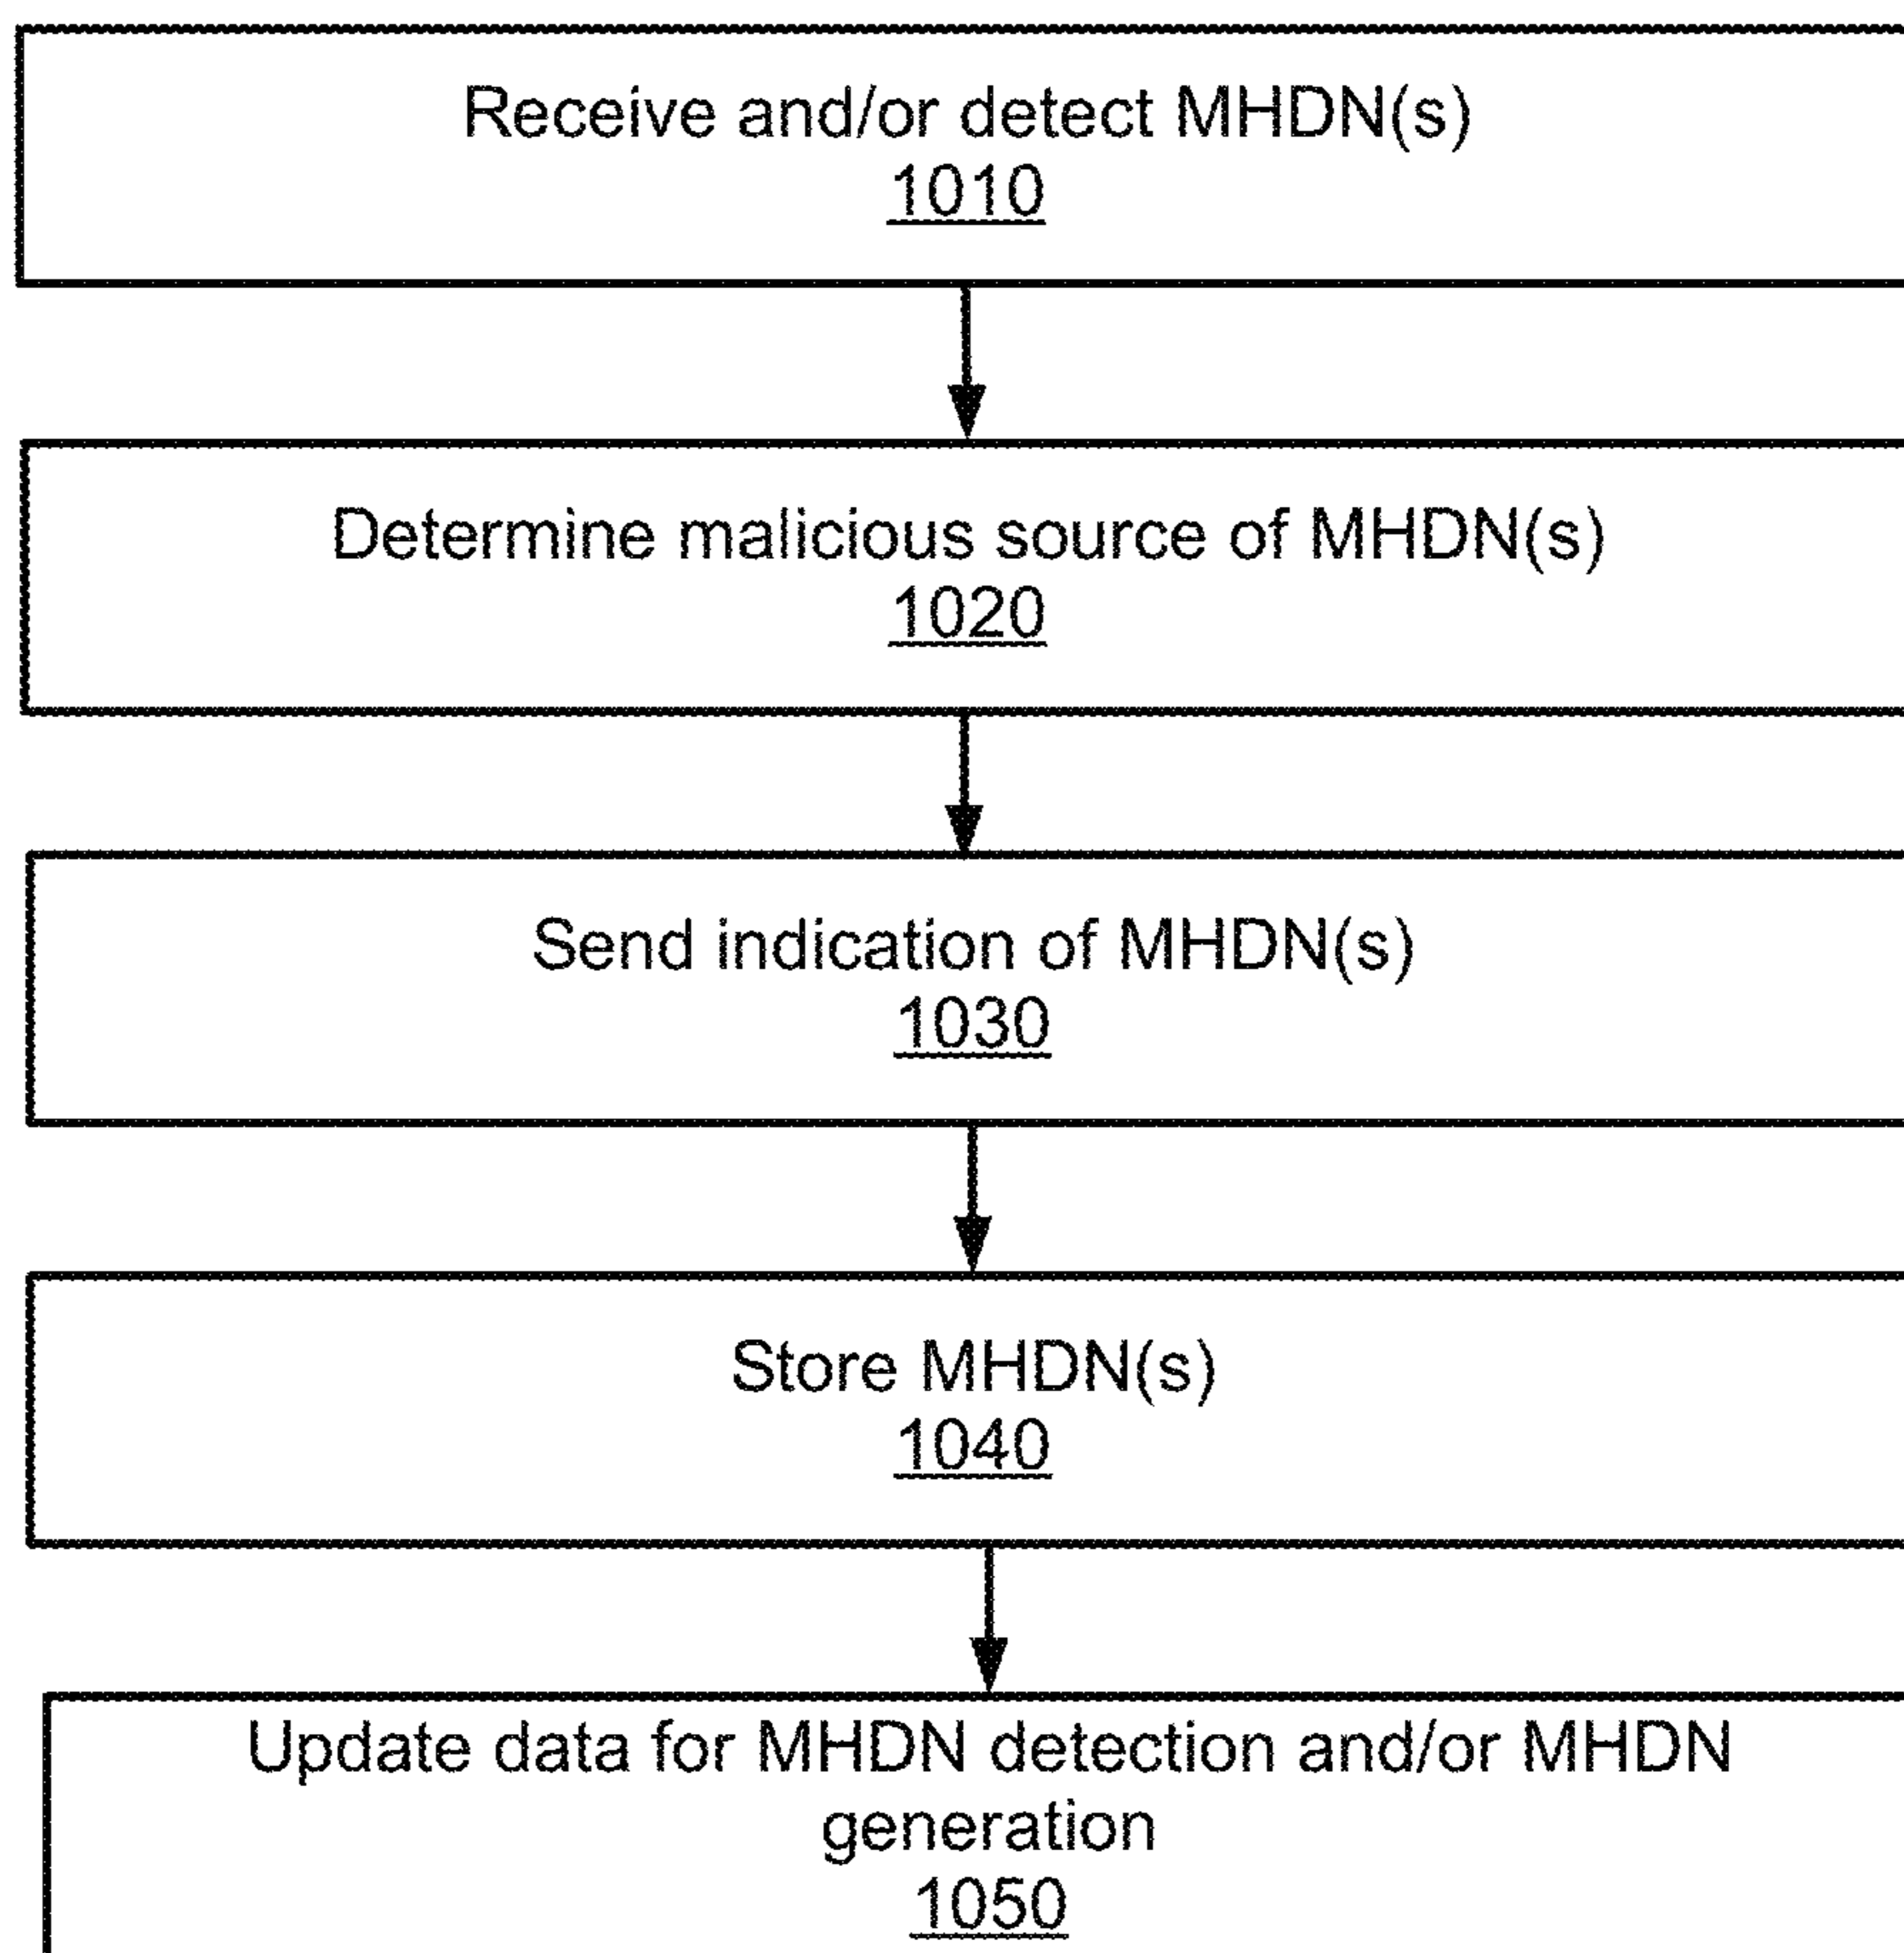 Receive and/or detect MHDN(s)
1010
Determine malicious source of MHDN(s)
1020
Send indication of MHDN(s)
1030
Store MHDN(s)
1040
Update data for MHDN detection and/or MHDN
generation
1050